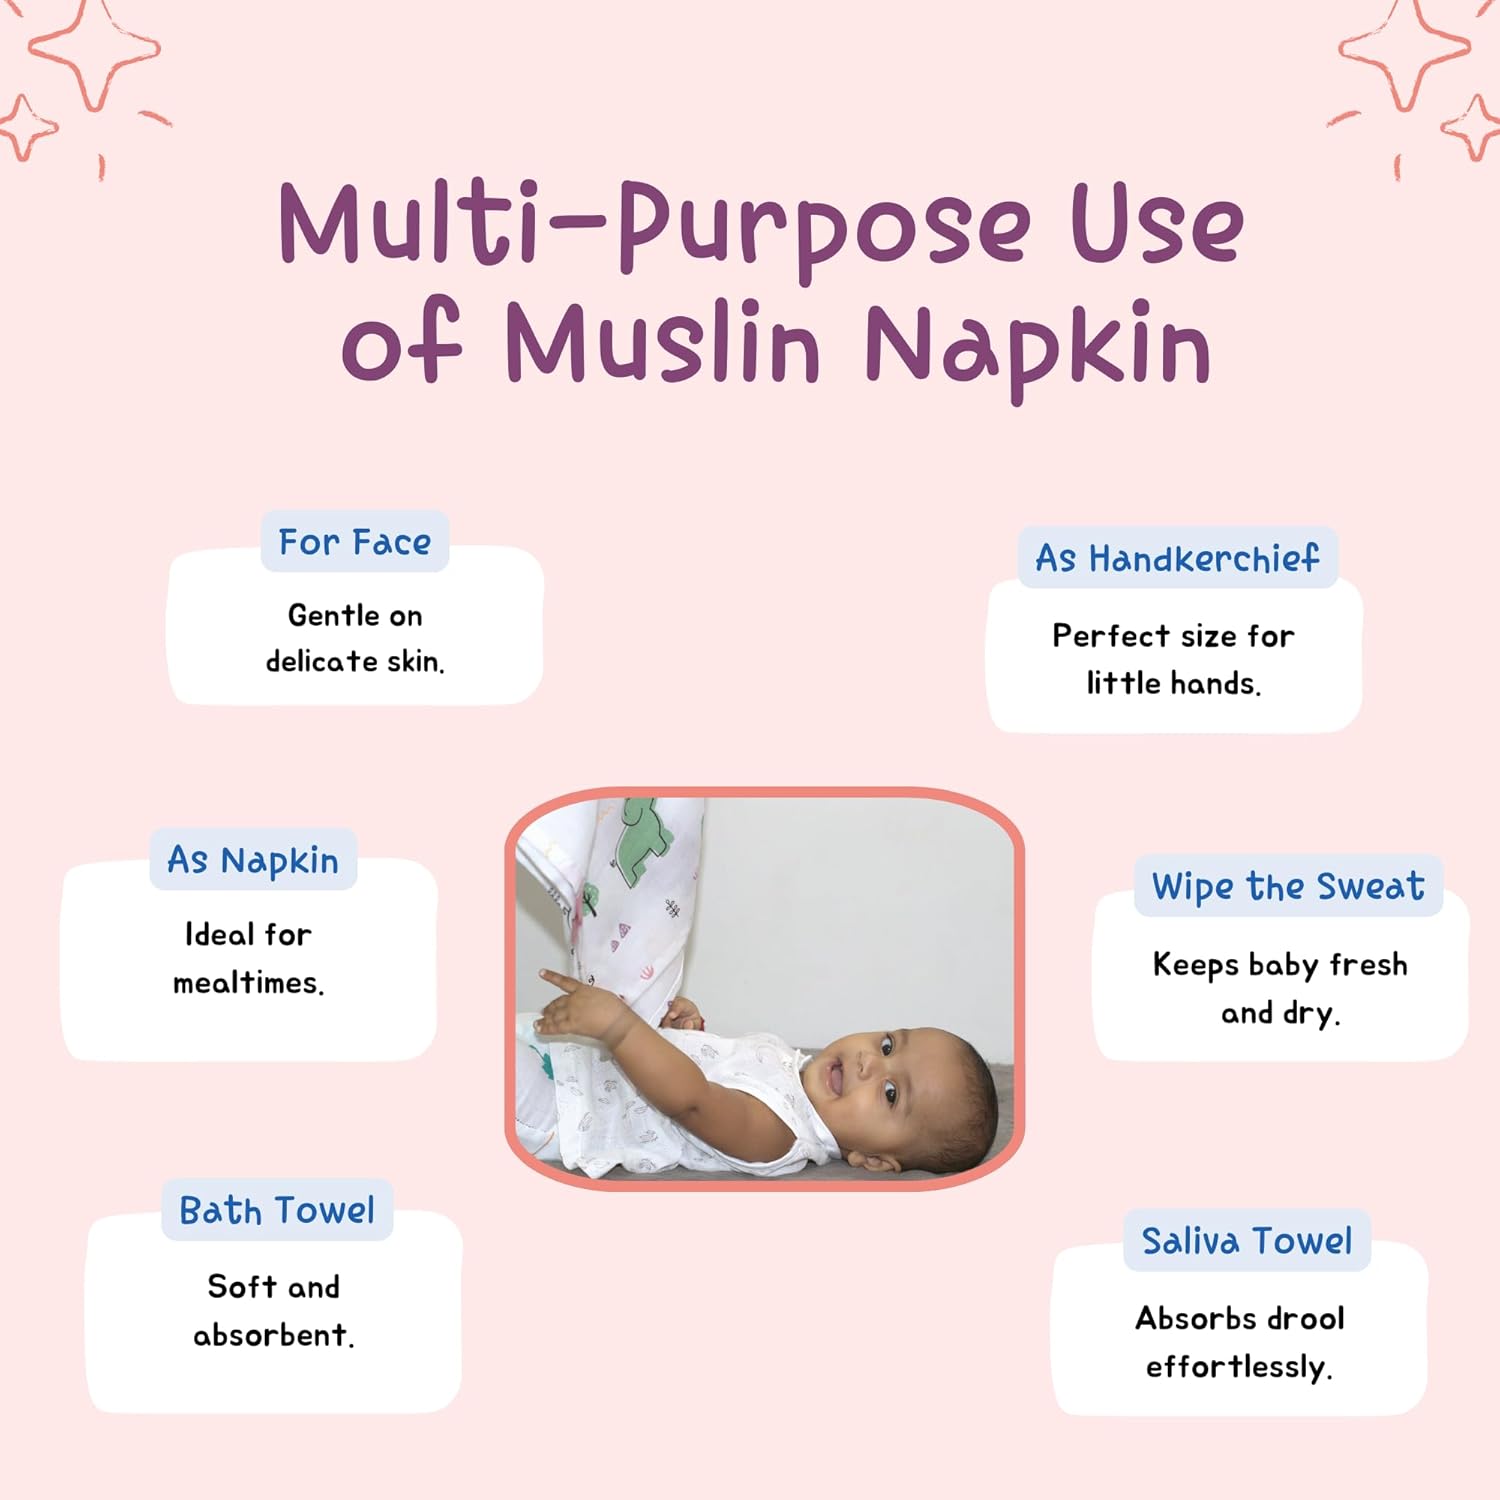 Multi-Purpose Use
of Muslin Napkin
For Face
Gentle on
delicate skin.
As Handkerchief
Perfect size for
little hands.
As Napkin
Ideal for
mealtimes.
Wipe the Sweat
Keeps baby fresh
and dry.
Bath Towel
Soft and
absorbent.
Saliva Towel
Absorbs drool
effortlessly.